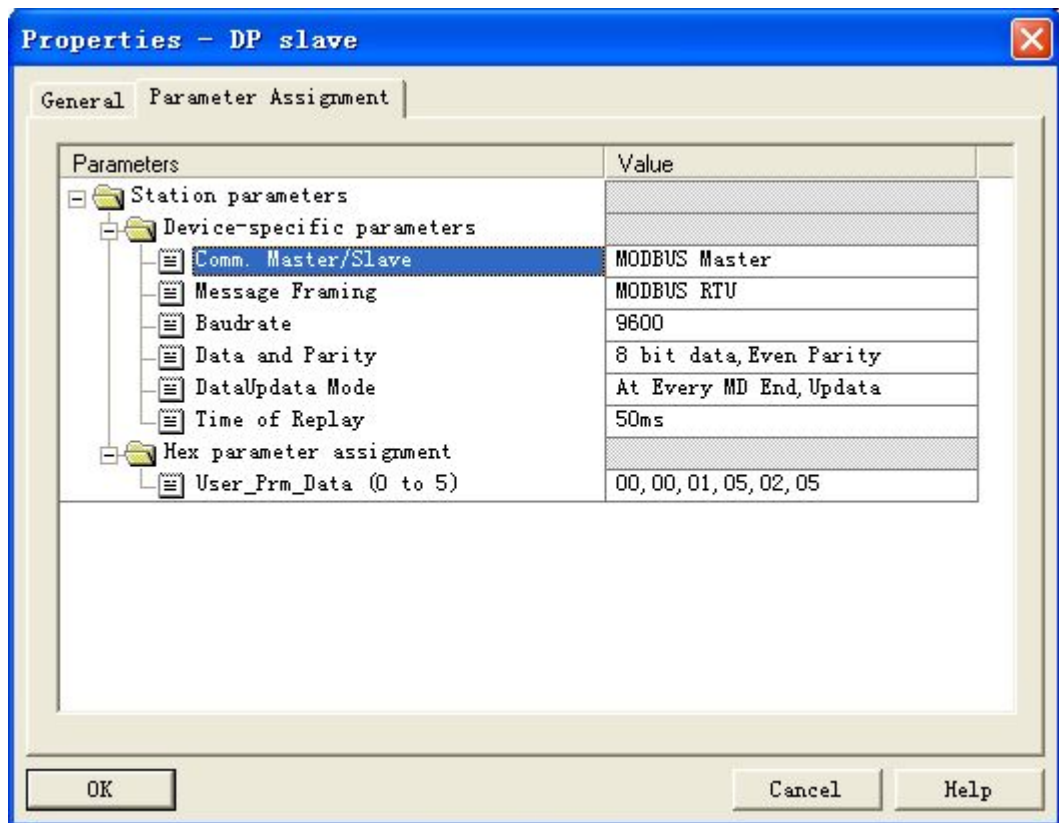 Properties - DP slave
General Parameter Assignment
Parameters Value
Station parameters
Device-specific parameters
Comm. Master/Slave MODBUS Master
Message Framing MODBUS RTU
Baudrate 9600
Data and Parity 8 bit data,Even Parity
DataUpdata Mode At Every MD End,Updata
Time of Replay 50ms
Hex parameter assignment
User_Prm_Data (0 to 5) 00,00,01,05,02,05
OK Cancel Help